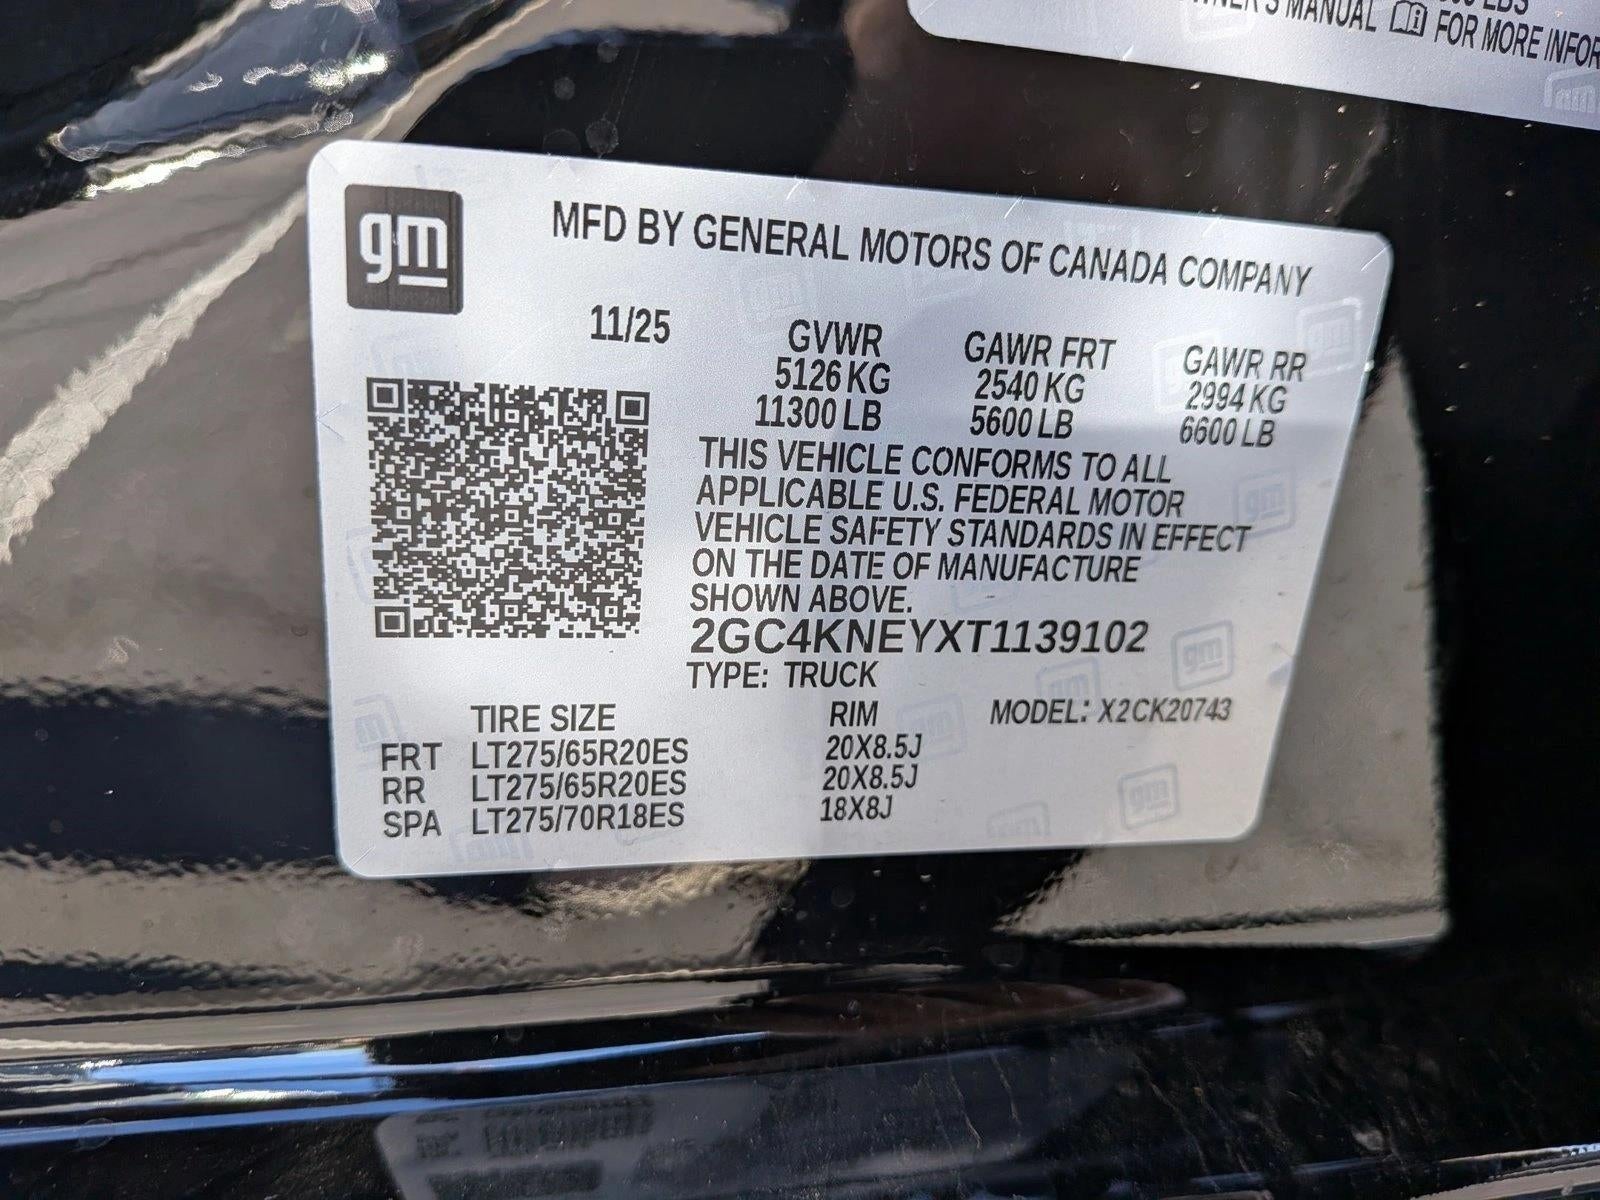 LBS
OWNER'S MANUAL FOR MORE
gm
MFD BY GENERAL MOTORS OF CANADA COMPANY
11/25
GVWR GAWR FRT GAWR RR
5126 KG 2540 KG 2994 KG
11300 LB 5600 LB 6600 LB
THIS VEHICLE CONFORMS TO ALL
APPLICABLE U.S. FEDERAL MOTOR
VEHICLE SAFETY STANDARDS IN EFFECT
ON THE DATE OF MANUFACTURE
SHOWN ABOVE.
2GC4KNEYXT1139102
TYPE: TRUCK
TIRE SIZE RIM MODEL: X2CK20743
FRT LT275/65R20ES 20X8.5J
RR LT275/65R20ES 20X8.5J
SPA LT275/70R18ES 18X8J